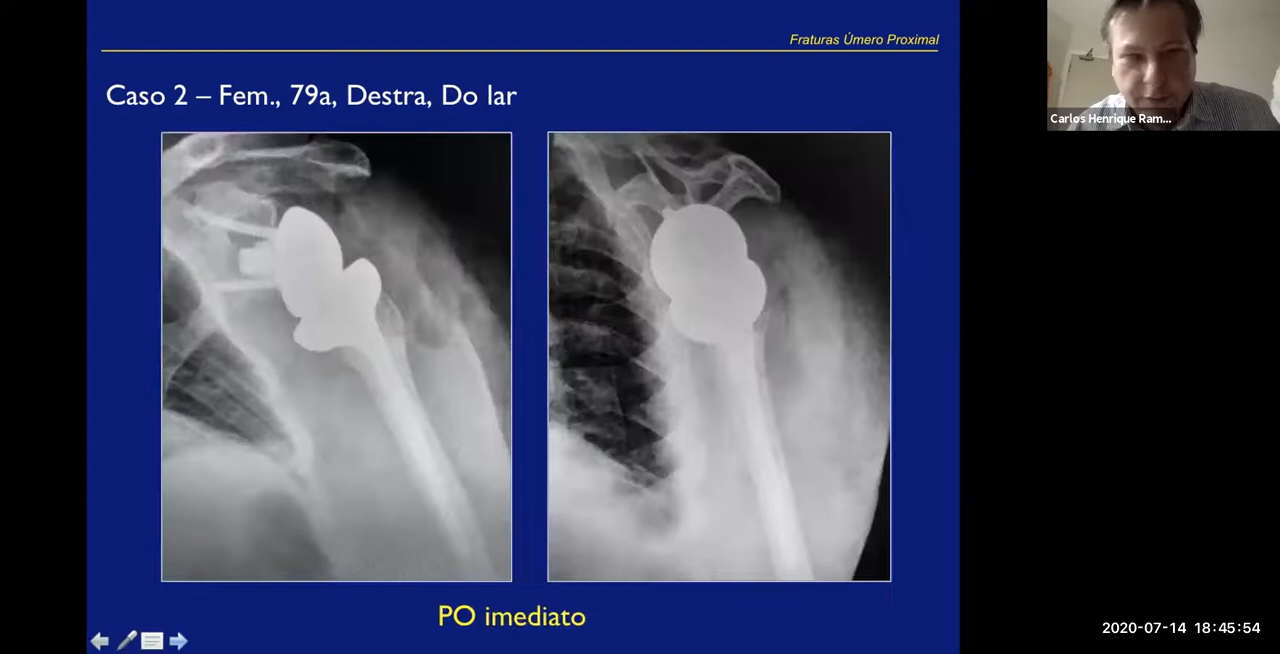 Fraturas Úmero Proximal
Caso 2 – Fem., 79a, Destra, Do lar
Carlos Henrique Ram...
PO imediato
2020-07-14 18:45:54